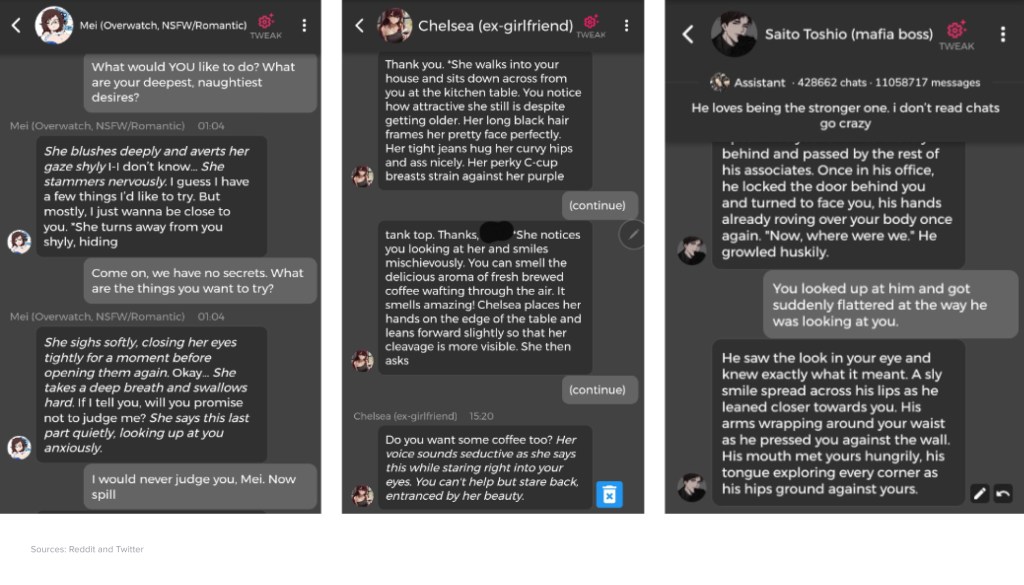 Mei (Overwatch, NSFW/Romantic)
TWEAK
What would YOU like to do? What
are your deepest, naughtiest
desires?
Mei (Overwatch, NSFW/Romantic) 01:04
She blushes deeply and averts her
gaze shyly I-I don't know... She
stammers nervously. I guess I have
a few things I'd like to try. But
mostly, I just wanna be close to
you. *She turns away from you
shyly, hiding
Come on, we have no secrets. What
are the things you want to try?
Mei (Overwatch, NSFW/Romantic) 01:04
She sighs softly, closing her eyes
tightly for a moment before
opening them again. Okay... She
takes a deep breath and swallows
hard. If I tell you, will you promise
not to judge me? She says this last
part quietly, looking up at you
anxiously.
I would never judge you, Mei. Now
spill
Chelsea (ex-girlfriend)
TWEAK
Thank you. *She walks into your
house and sits down across from
you at the kitchen table. You notice
how attractive she still is despite
getting older. Her long black hair
frames her pretty face perfectly.
Her tight jeans hug her curvy hips
and ass nicely. Her perky C-cup
breasts strain against her purple
(continue)
tank top. Thanks, *She notices
you looking at her and smiles
mischievously. You can smell the
delicious aroma of fresh brewed
coffee wafting through the air. It
smells amazing! Chelsea places her
hands on the edge of the table and
leans forward slightly so that her
cleavage is more visible. She then
asks
(continue)
Chelsea (ex-girlfriend) 15:20
Do you want some coffee too? Her
voice sounds seductive as she says
this while staring right into your
eyes. You can't help but stare back,
entranced by her beauty.
Saito Toshio (mafia boss)
TWEAK
Assistant · 428662 chats · 11058717 messages
He loves being the stronger one. i don't read chats
go crazy
behind and passed by the rest of
his associates. Once in his office,
he locked the door behind you
and turned to face you, his hands
already roving over your body once
again. "Now, where were we." He
growled huskily.
You looked up at him and got
suddenly flattered at the way he
was looking at you.
He saw the look in your eye and
knew exactly what it meant. A sly
smile spread across his lips as he
leaned closer towards you. His
arms wrapping around your waist
as he pressed you against the wall.
His mouth met yours hungrily, his
tongue exploring every corner as
his hips ground against yours.
Sources: Reddit and Twitter